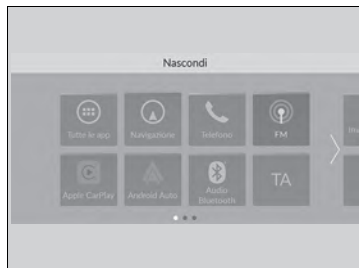 Nascondi
Tutte le app
Navigazione
Telefono
FM
Apple CarPlay
Android Auto
Audio
Bluetooth
TA